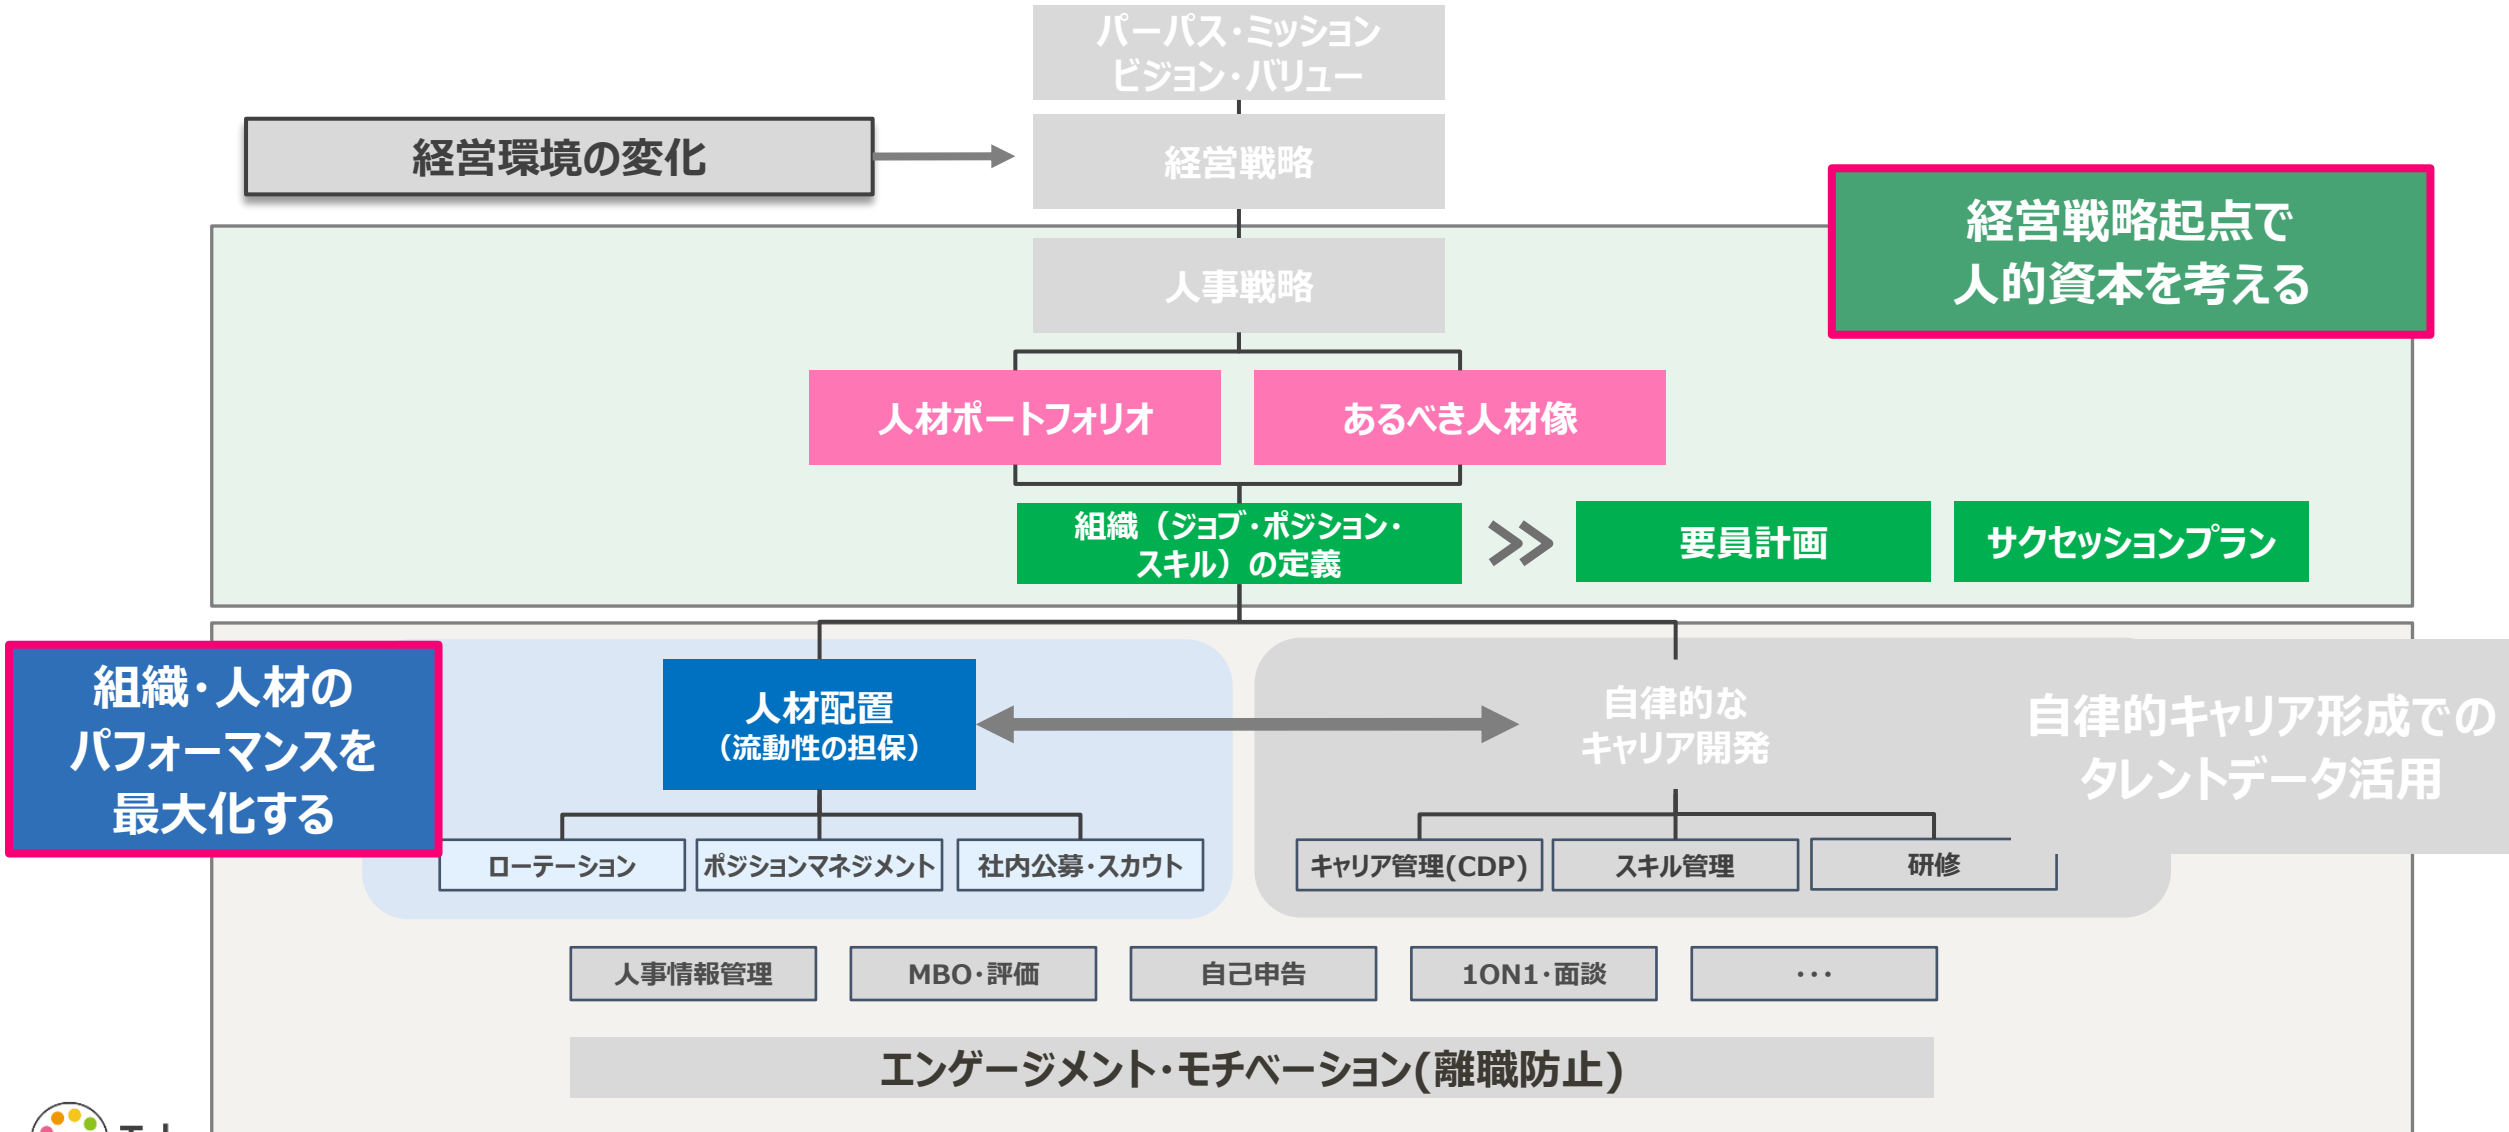 パーパス・ミッション
ビジョン・バリュー
経営環境の変化
経営戦略
経営戦略起点で
人的資本を考える
人事戦略
人材ポートフォリオ
あるべき人材像
組織（ジョブ・ポジション・
スキル）の定義
要員計画
サクセッションプラン
組織・人材の
パフォーマンスを
最大化する
人材配置
（流動性の担保）
自律的な
キャリア開発
自律的キャリア形成での
タレントデータ活用
ローテーション
ポジションマネジメント
社内公募・スカウト
キャリア管理(CDP)
スキル管理
研修
人事情報管理
MBO・評価
自己申告
1ON1・面談
・・・
エンゲージメント・モチベーション(離職防止)